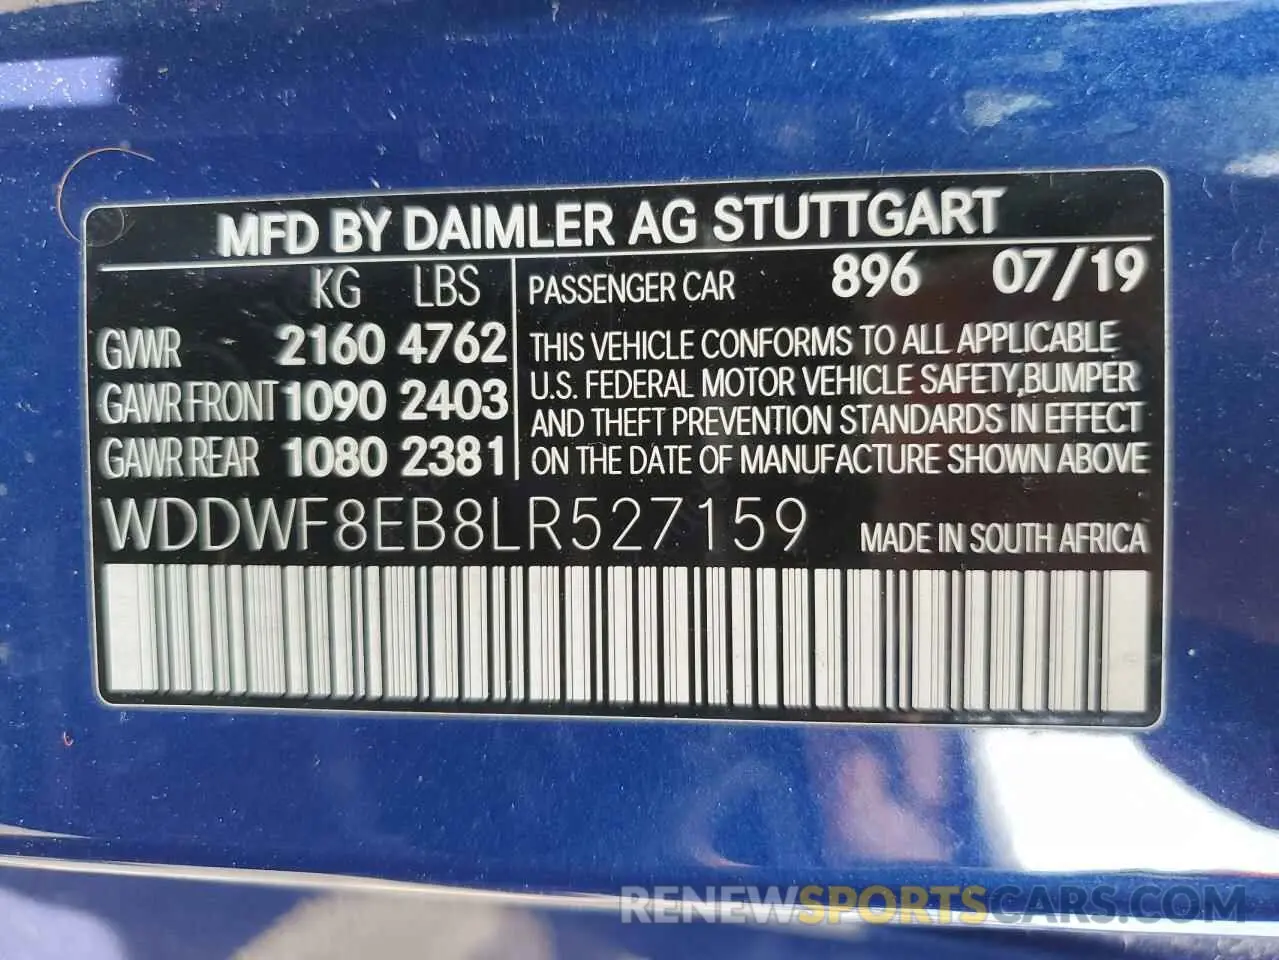 MFD BY DAIMLER AG STUTTGART
KG LBS
GVWR 2160 4762
GAWR FRONT 1090 2403
GAWR REAR 1080 2381
PASSENGER CAR 896 07/19
THIS VEHICLE CONFORMS TO ALL APPLICABLE
U.S. FEDERAL MOTOR VEHICLE SAFETY,BUMPER
AND THEFT PREVENTION STANDARDS IN EFFECT
ON THE DATE OF MANUFACTURE SHOWN ABOVE
WDDWF8EB8LR527159 MADE IN SOUTH AFRICA
RENEWSPORTSCARS.COM